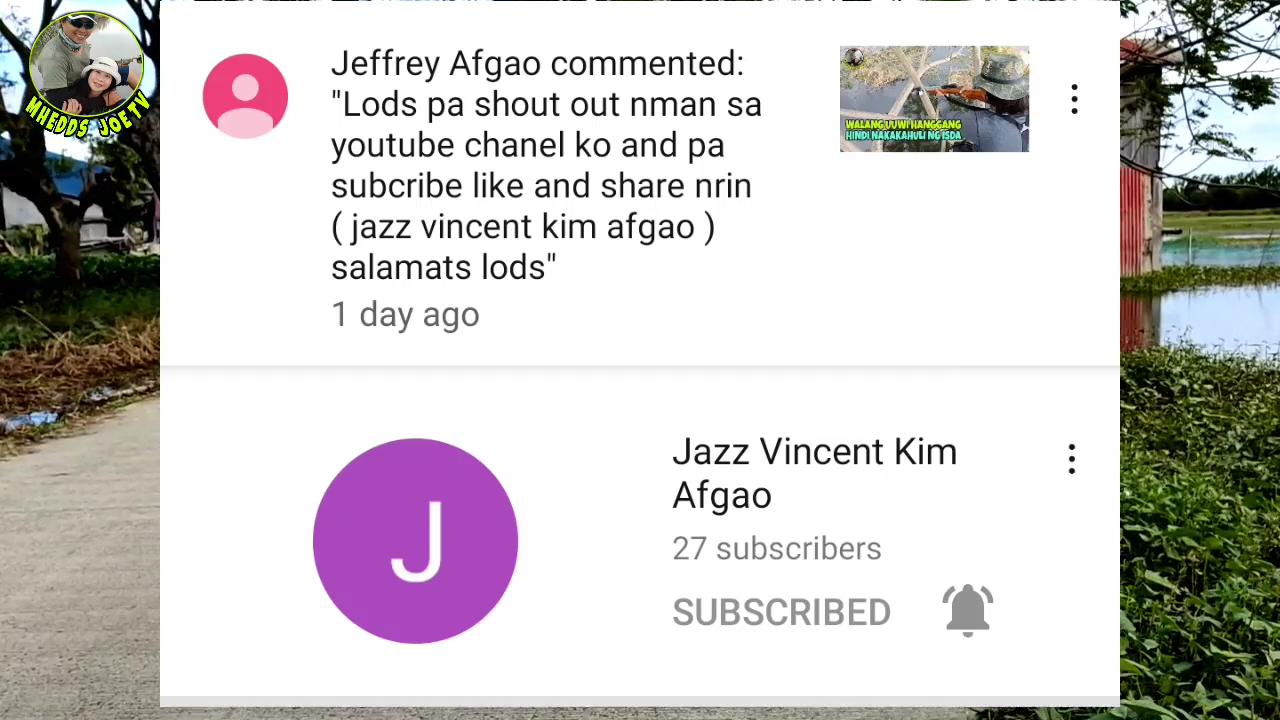 MHEDD'S JOE TV
Jeffrey Afgao commented:
"Lods pa shout out nman sa
youtube chanel ko and pa
subcribe like and share nrin
( jazz vincent kim afgao )
salamats lods"
1 day ago
WALANG UUWI HANGGANG
HINDI NAKAKAHULI NG ISDA
J
Jazz Vincent Kim
Afgao
27 subscribers
SUBSCRIBED